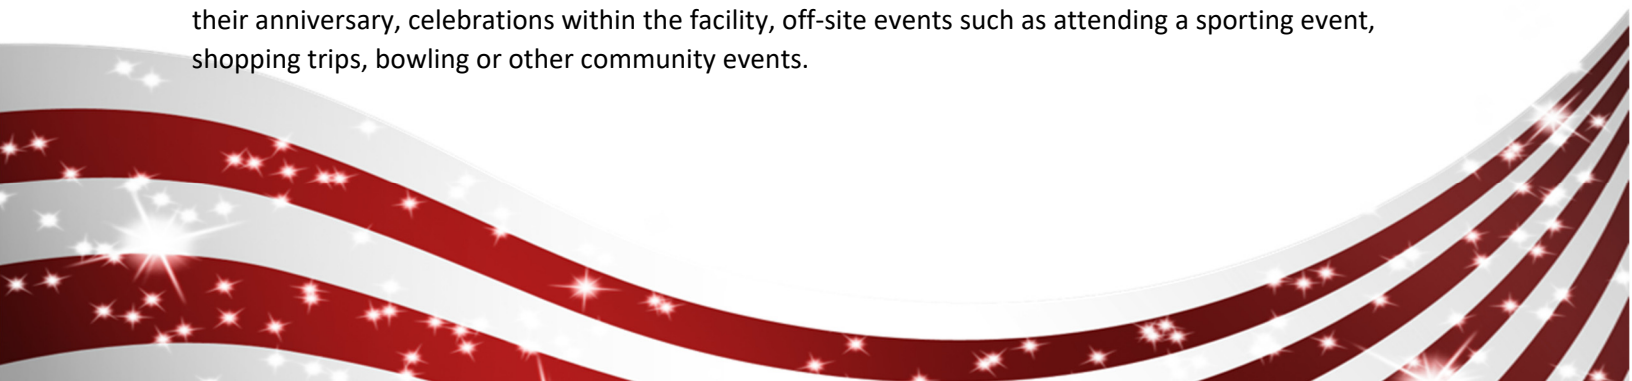 their anniversary, celebrations within the facility, off-site events such as attending a sporting event,
shopping trips, bowling or other community events.